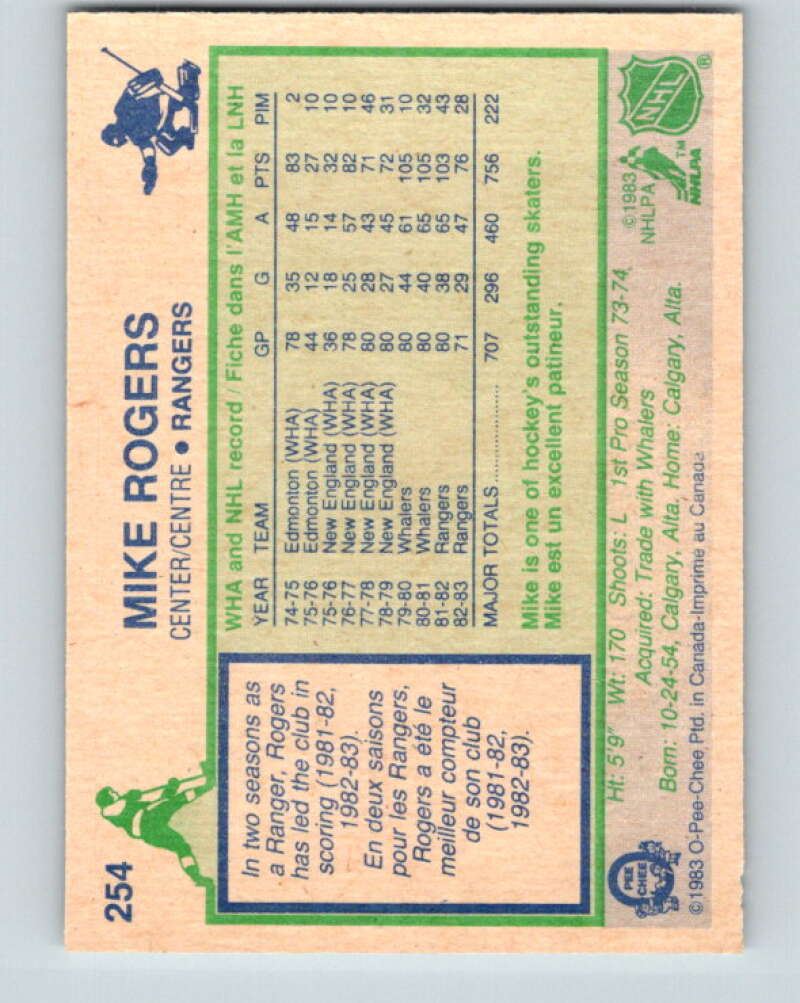 254
MIKE ROGERS
CENTER/CENTRE • RANGERS
In two seasons as
a Ranger, Rogers
has led the club in
scoring (1981-82,
1982-83).
En deux saisons
pour les Rangers,
Rogers a été le
meilleur compteur
de son club
(1981-82,
1982-83).
WHA and NHL record / Fiche dans l'AMH et la LNH
YEAR TEAM GP G A PTS PIM
74-75 Edmonton (WHA) 78 35 48 83 2
75-76 Edmonton (WHA) 44 12 15 27 10
75-76 New England (WHA) 36 18 14 32 10
76-77 New England (WHA) 78 25 57 82 10
77-78 New England (WHA) 80 28 43 71 46
78-79 New England (WHA) 80 27 45 72 31
79-80 Whalers 80 44 61 105 10
80-81 Whalers 80 40 65 105 32
81-82 Rangers 80 38 65 103 43
82-83 Rangers 71 29 47 76 28
MAJOR TOTALS .................. 707 296 460 756 222
Mike is one of hockey's outstanding skaters.
Mike est un excellent patineur.
Ht: 5'9" Wt: 170 Shoots: L 1st Pro Season 73-74
Acquired: Trade with Whalers
Born: 10-24-54, Calgary, Alta, Home: Calgary, Alta.
©1983 O-Pee-Chee Ptd. in Canada-Imprimé au Canada
O
PEE
CHEE
©1983
NHLPA
NHLPA
TM
NHL
®